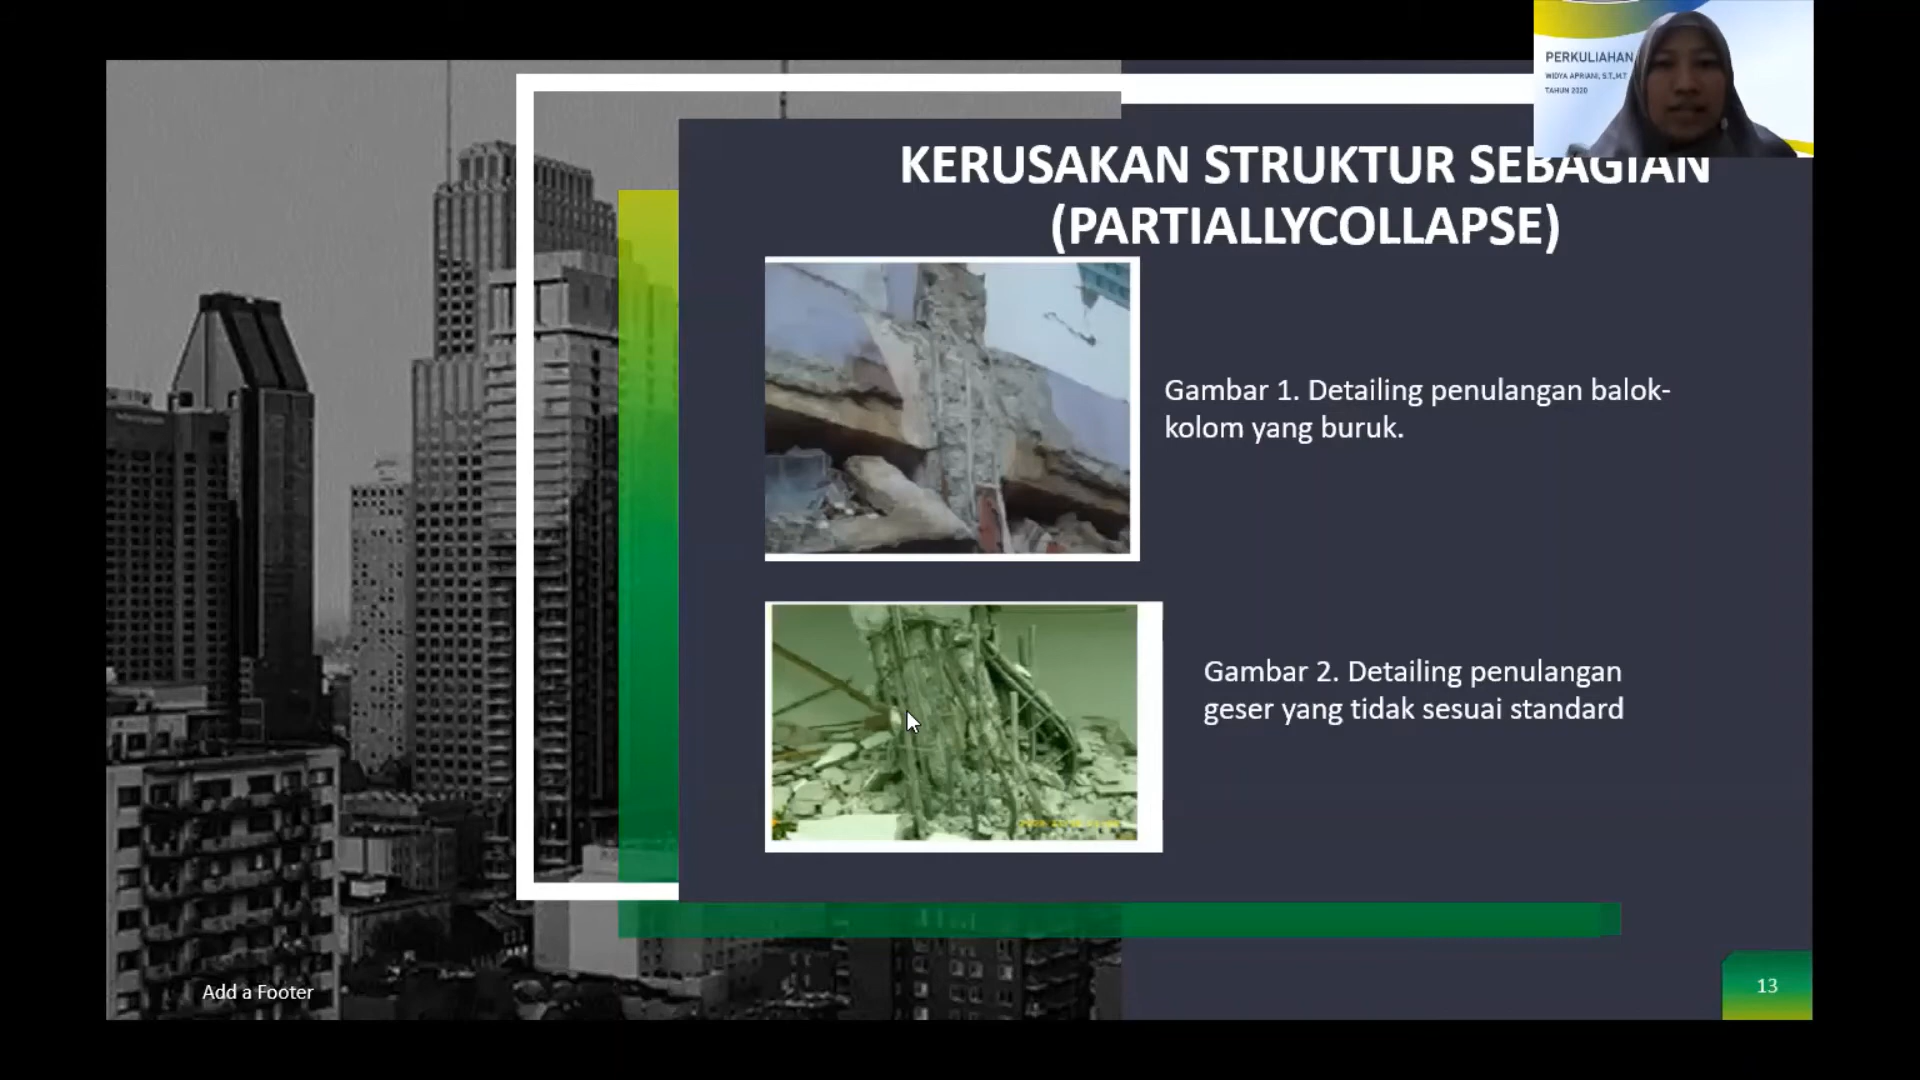 PERKULIAHAN
WIDYA APRIANI, S.T.,M.T
TAHUN 2020
KERUSAKAN STRUKTUR SEBAGIAN
(PARTIALLYCOLLAPSE)
Gambar 1. Detailing penulangan balok-
kolom yang buruk.
Gambar 2. Detailing penulangan
geser yang tidak sesuai standard
Add a Footer
13